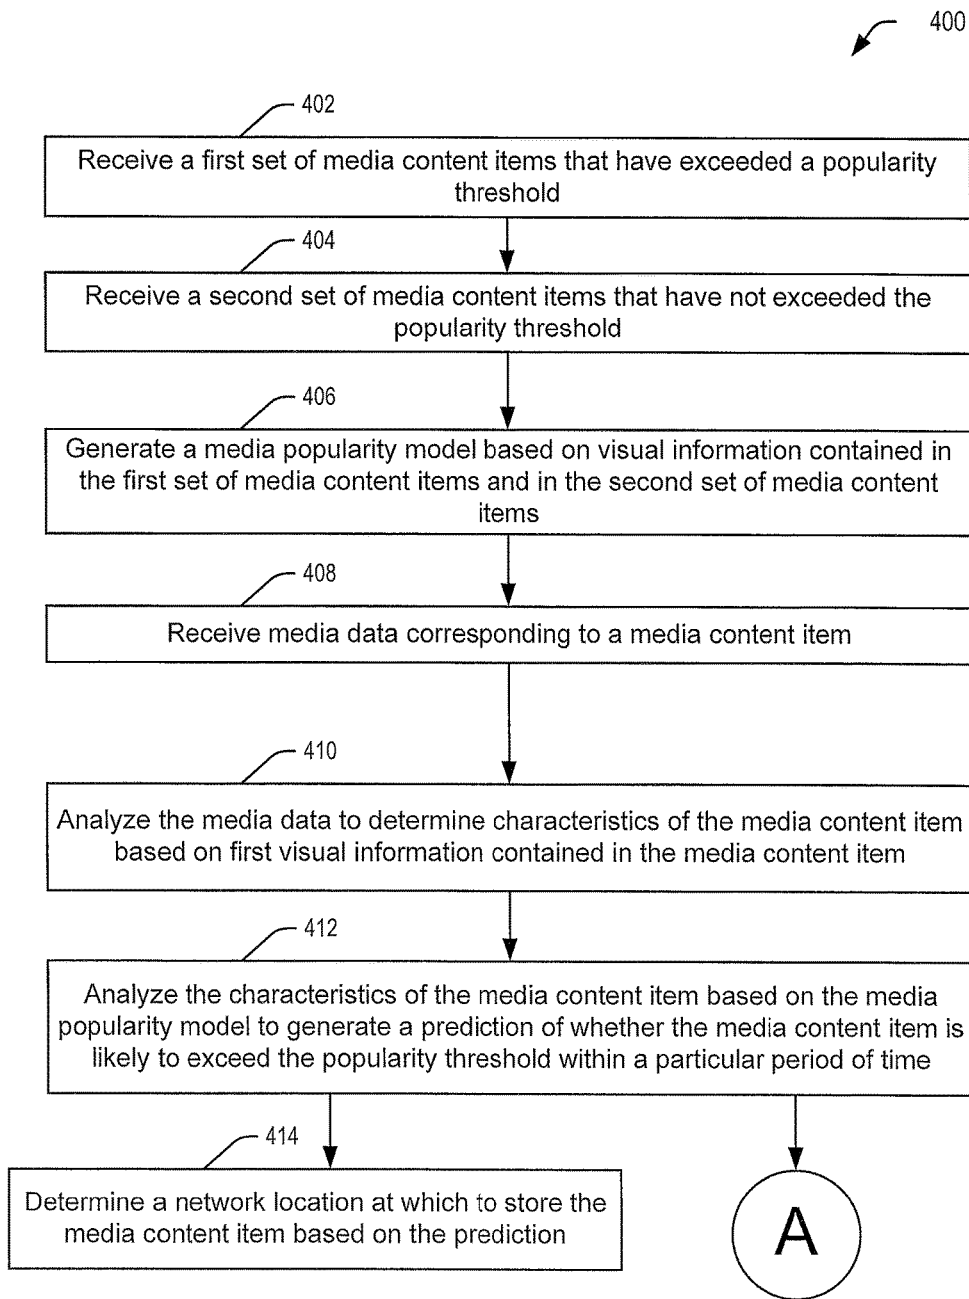 400
402
Receive a first set of media content items that have exceeded a popularity
threshold
404
Receive a second set of media content items that have not exceeded the
popularity threshold
406
Generate a media popularity model based on visual information contained in
the first set of media content items and in the second set of media content
items
408
Receive media data corresponding to a media content item
410
Analyze the media data to determine characteristics of the media content item
based on first visual information contained in the media content item
412
Analyze the characteristics of the media content item based on the media
popularity model to generate a prediction of whether the media content item is
likely to exceed the popularity threshold within a particular period of time
414
Determine a network location at which to store the
media content item based on the prediction
A